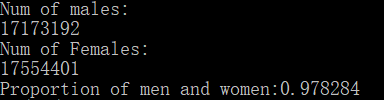 Num of males:
17173192
Num of Females:
17554401
Proportion of men and women:0.978284